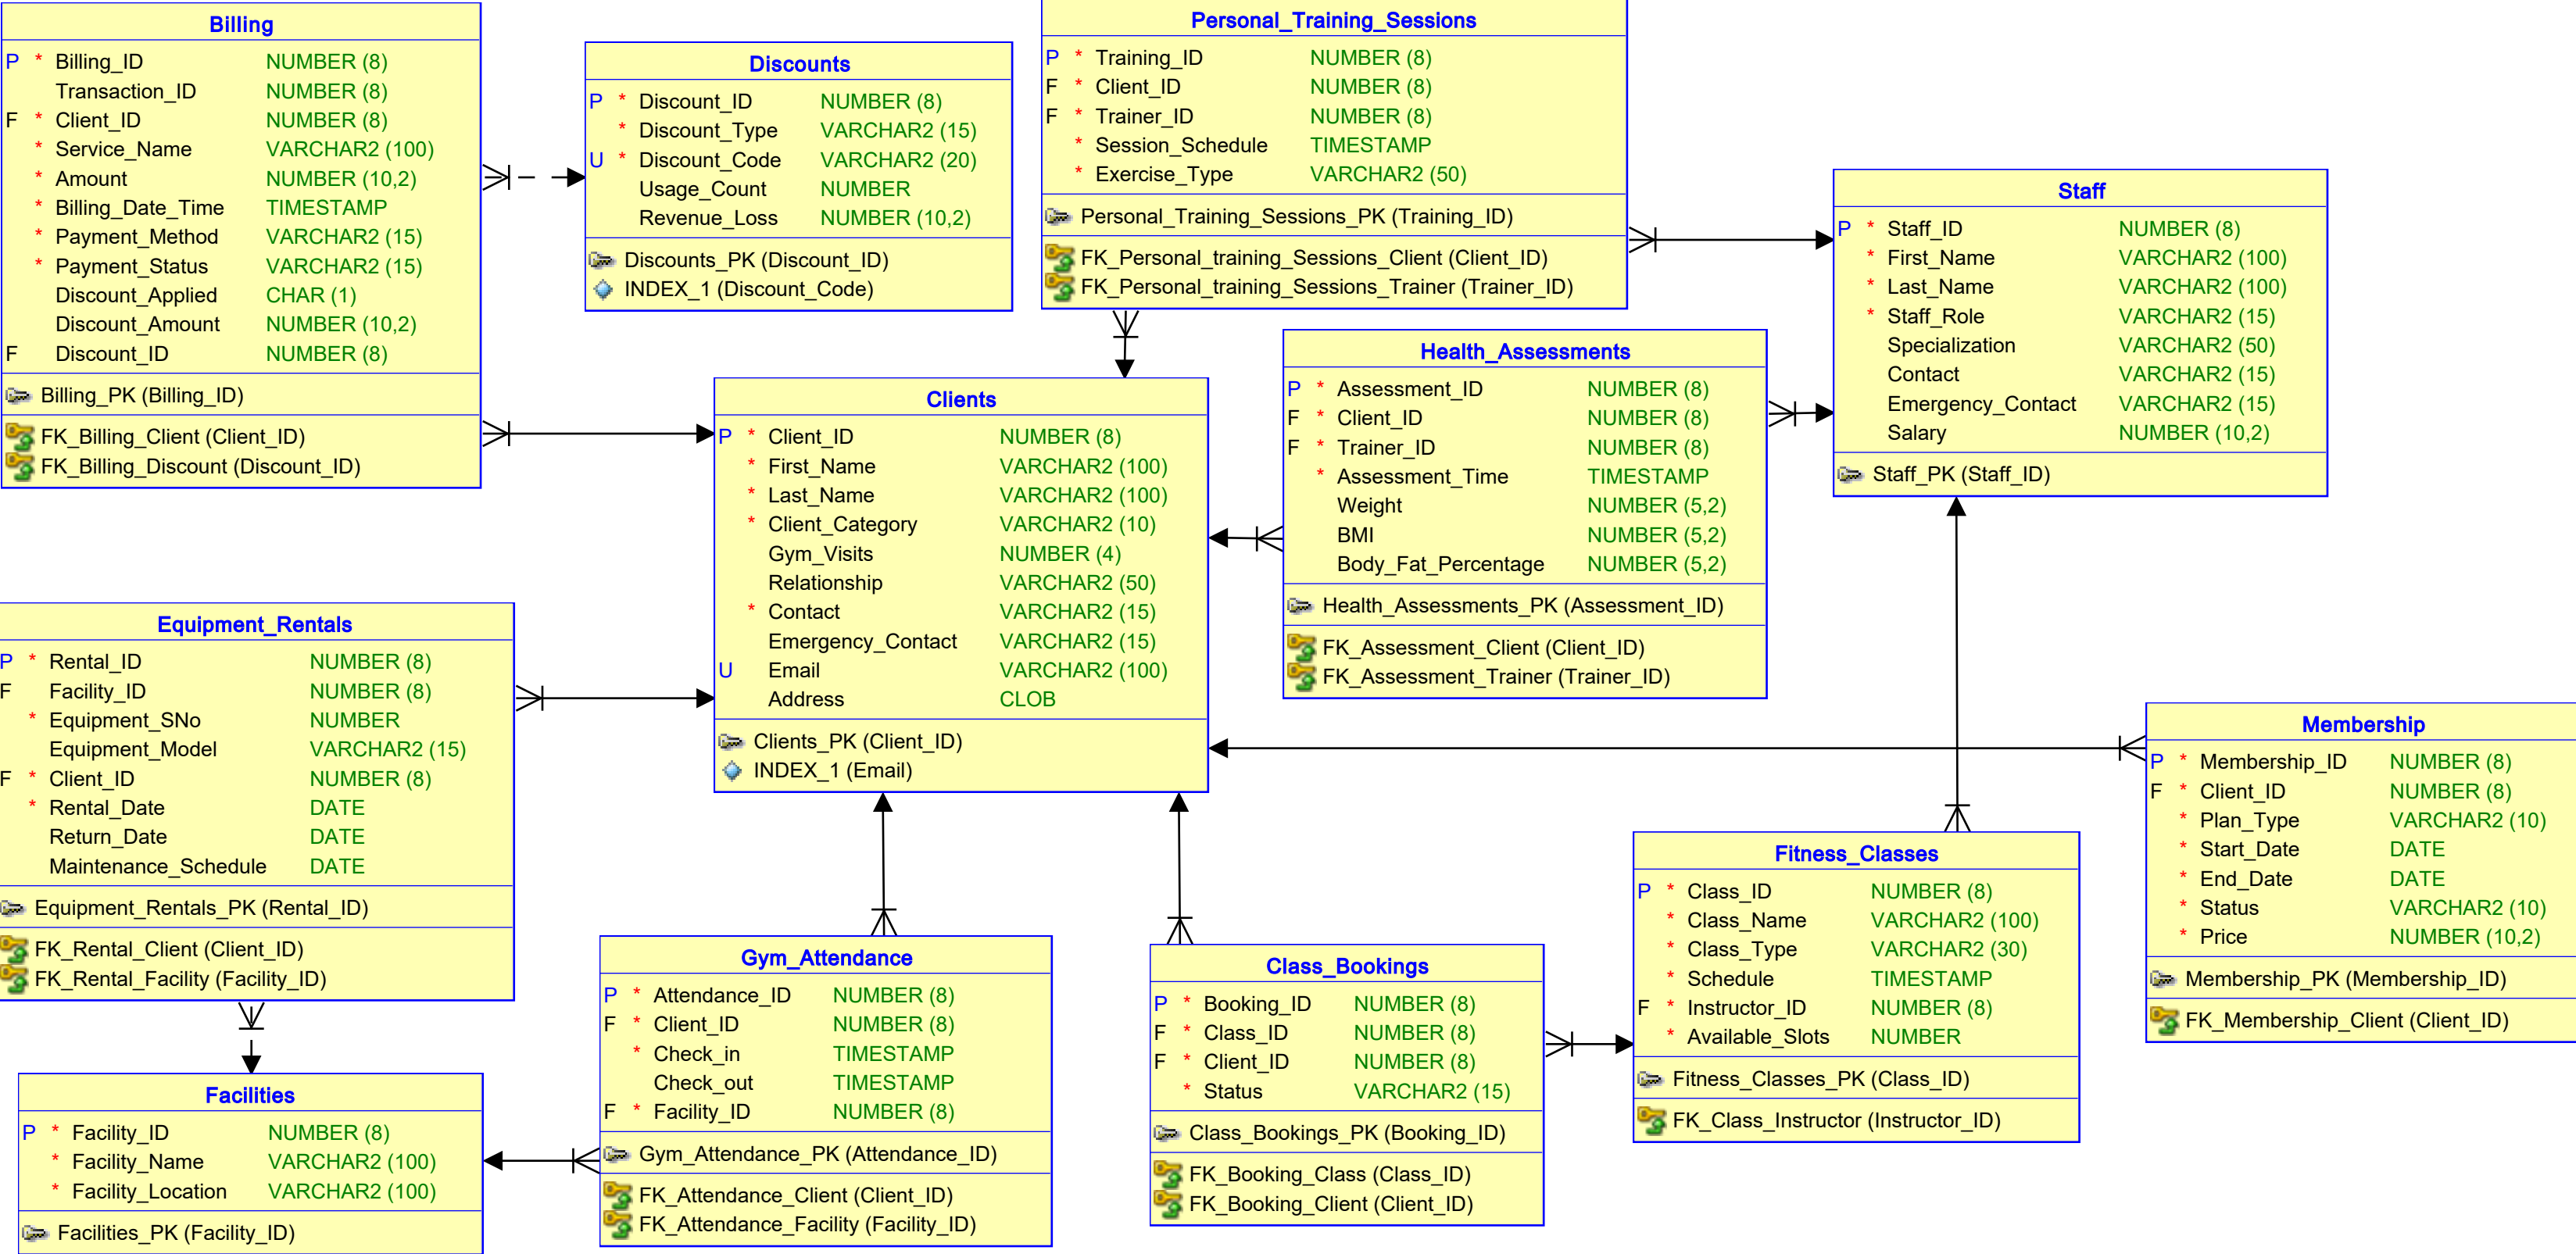 Billing
P * Billing_ID NUMBER (8)
Transaction_ID NUMBER (8)
F * Client_ID NUMBER (8)
* Service_Name VARCHAR2 (100)
* Amount NUMBER (10,2)
* Billing_Date_Time TIMESTAMP
* Payment_Method VARCHAR2 (15)
* Payment_Status VARCHAR2 (15)
Discount_Applied CHAR (1)
Discount_Amount NUMBER (10,2)
F Discount_ID NUMBER (8)
Billing_PK (Billing_ID)
FK_Billing_Client (Client_ID)
FK_Billing_Discount (Discount_ID)
Discounts
P * Discount_ID NUMBER (8)
* Discount_Type VARCHAR2 (15)
U * Discount_Code VARCHAR2 (20)
Usage_Count NUMBER
Revenue_Loss NUMBER (10,2)
Discounts_PK (Discount_ID)
INDEX_1 (Discount_Code)
Personal_Training_Sessions
P * Training_ID NUMBER (8)
F * Client_ID NUMBER (8)
F * Trainer_ID NUMBER (8)
* Session_Schedule TIMESTAMP
* Exercise_Type VARCHAR2 (50)
Personal_Training_Sessions_PK (Training_ID)
FK_Personal_training_Sessions_Client (Client_ID)
FK_Personal_training_Sessions_Trainer (Trainer_ID)
Staff
P * Staff_ID NUMBER (8)
* First_Name VARCHAR2 (100)
* Last_Name VARCHAR2 (100)
* Staff_Role VARCHAR2 (15)
Specialization VARCHAR2 (50)
Contact VARCHAR2 (15)
Emergency_Contact VARCHAR2 (15)
Salary NUMBER (10,2)
Staff_PK (Staff_ID)
Health_Assessments
P * Assessment_ID NUMBER (8)
F * Client_ID NUMBER (8)
F * Trainer_ID NUMBER (8)
* Assessment_Time TIMESTAMP
Weight NUMBER (5,2)
BMI NUMBER (5,2)
Body_Fat_Percentage NUMBER (5,2)
Health_Assessments_PK (Assessment_ID)
FK_Assessment_Client (Client_ID)
FK_Assessment_Trainer (Trainer_ID)
Clients
P * Client_ID NUMBER (8)
* First_Name VARCHAR2 (100)
* Last_Name VARCHAR2 (100)
* Client_Category VARCHAR2 (10)
Gym_Visits NUMBER (4)
Relationship VARCHAR2 (50)
* Contact VARCHAR2 (15)
Emergency_Contact VARCHAR2 (15)
U Email VARCHAR2 (100)
Address CLOB
Clients_PK (Client_ID)
INDEX_1 (Email)
Equipment_Rentals
P * Rental_ID NUMBER (8)
F Facility_ID NUMBER (8)
* Equipment_SNo NUMBER
Equipment_Model VARCHAR2 (15)
F * Client_ID NUMBER (8)
* Rental_Date DATE
Return_Date DATE
Maintenance_Schedule DATE
Equipment_Rentals_PK (Rental_ID)
FK_Rental_Client (Client_ID)
FK_Rental_Facility (Facility_ID)
Membership
P * Membership_ID NUMBER (8)
F * Client_ID NUMBER (8)
* Plan_Type VARCHAR2 (10)
* Start_Date DATE
* End_Date DATE
* Status VARCHAR2 (10)
* Price NUMBER (10,2)
Membership_PK (Membership_ID)
FK_Membership_Client (Client_ID)
Fitness_Classes
P * Class_ID NUMBER (8)
* Class_Name VARCHAR2 (100)
* Class_Type VARCHAR2 (30)
* Schedule TIMESTAMP
F * Instructor_ID NUMBER (8)
* Available_Slots NUMBER
Fitness_Classes_PK (Class_ID)
FK_Class_Instructor (Instructor_ID)
Gym_Attendance
P * Attendance_ID NUMBER (8)
F * Client_ID NUMBER (8)
* Check_in TIMESTAMP
Check_out TIMESTAMP
F * Facility_ID NUMBER (8)
Gym_Attendance_PK (Attendance_ID)
FK_Attendance_Client (Client_ID)
FK_Attendance_Facility (Facility_ID)
Class_Bookings
P * Booking_ID NUMBER (8)
F * Class_ID NUMBER (8)
F * Client_ID NUMBER (8)
* Status VARCHAR2 (15)
Class_Bookings_PK (Booking_ID)
FK_Booking_Class (Class_ID)
FK_Booking_Client (Client_ID)
Facilities
P * Facility_ID NUMBER (8)
* Facility_Name VARCHAR2 (100)
* Facility_Location VARCHAR2 (100)
Facilities_PK (Facility_ID)